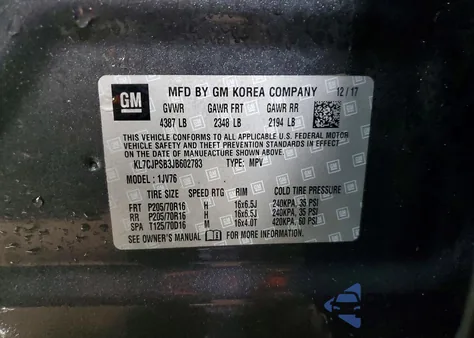 GM MFD BY GM KOREA COMPANY 12/17
GVWR GAWR FRT GAWR RR
4387 LB 2348 LB 2194 LB
THIS VEHICLE CONFORMS TO ALL APPLICABLE U.S. FEDERAL MOTOR
VEHICLE SAFETY AND THEFT PREVENTION STANDARDS IN EFFECT
ON THE DATE OF MANUFACTURE SHOWN ABOVE.
KL7CJPSB3JB602783 TYPE: MPV
MODEL: 1JV76
TIRE SIZE SPEED RTG RIM COLD TIRE PRESSURE
FRT P205/70R16 H 16x6.5J 240KPA, 35 PSI
RR P205/70R16 H 16x6.5J 240KPA, 35 PSI
SPA T125/70D16 M 16x4.0T 420KPA, 60 PSI
SEE OWNER'S MANUAL FOR MORE INFORMATION.